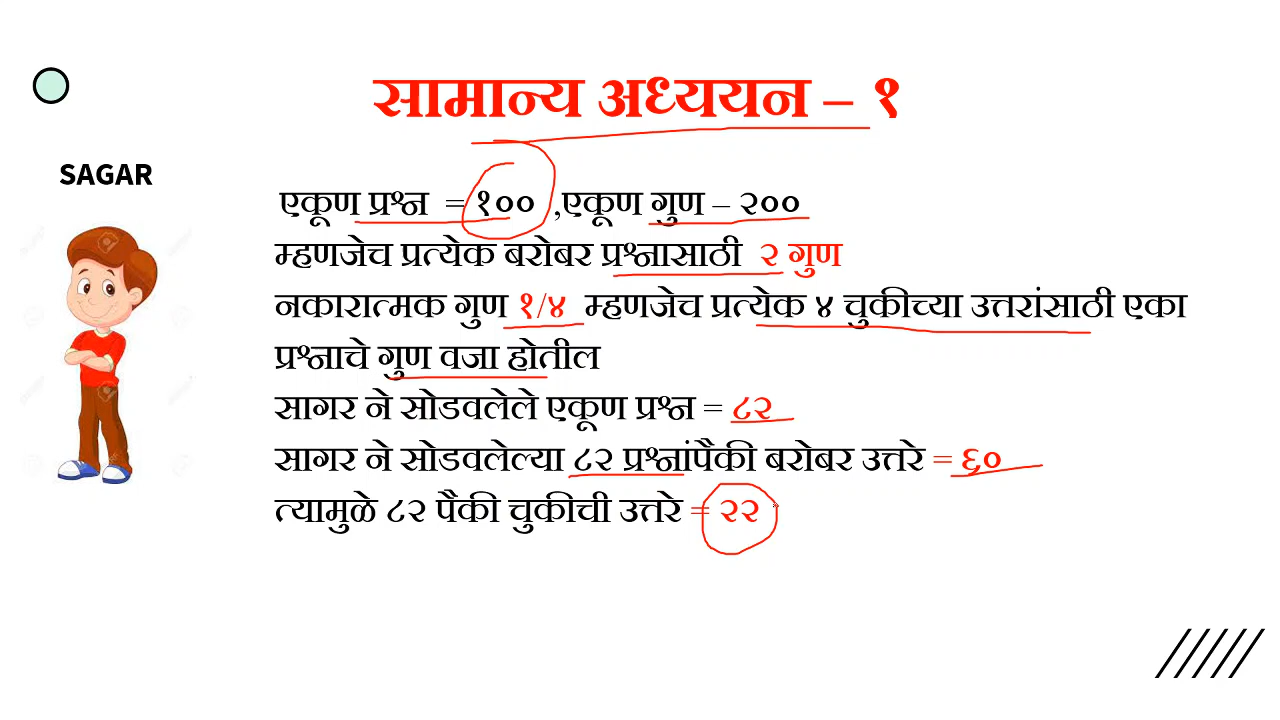 सामान्य अध्ययन – १
SAGAR
एकूण प्रश्न = १०० ,एकूण गुण – २००
म्हणजेच प्रत्येक बरोबर प्रश्नासाठी २ गुण
नकारात्मक गुण १/४ म्हणजेच प्रत्येक ४ चुकीच्या उत्तरांसाठी एका
प्रश्नाचे गुण वजा होतील
सागर ने सोडवलेले एकूण प्रश्न = ८२
सागर ने सोडवलेल्या ८२ प्रश्नांपैकी बरोबर उत्तरे = ६०
त्यामुळे ८२ पैकी चुकीची उत्तरे = २२